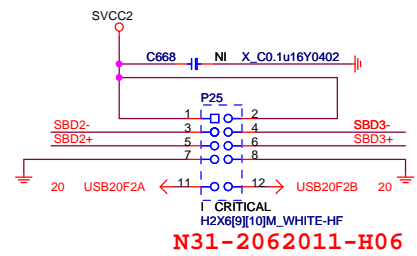 SVCC2
C668 NI X_C0.1u16Y0402
P25
1 2
SBD2- 3 4 SBD3-
SBD2+ 5 6 SBD3+
7 8
20 USB20F2A 11 12 USB20F2B 20
I CRITICAL
H2X6[9][10]M_WHITE-HF
N31-2062011-H06